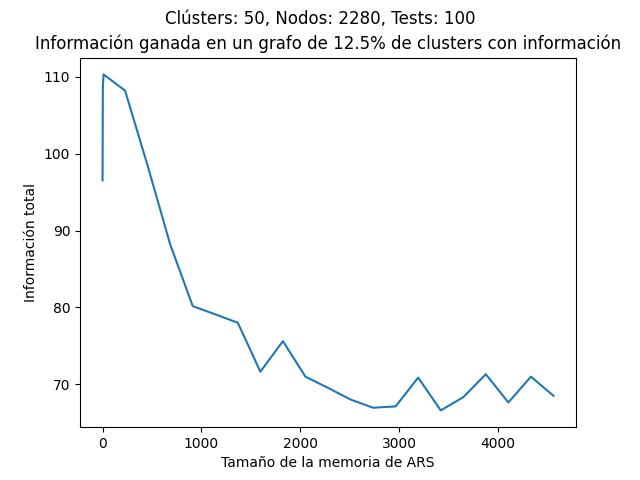 Clústers: 50, Nodos: 2280, Tests: 100
Información ganada en un grafo de 12.5% de clusters con información
110
100
90
80
70
Información total
0 1000 2000 3000 4000
Tamaño de la memoria de ARS